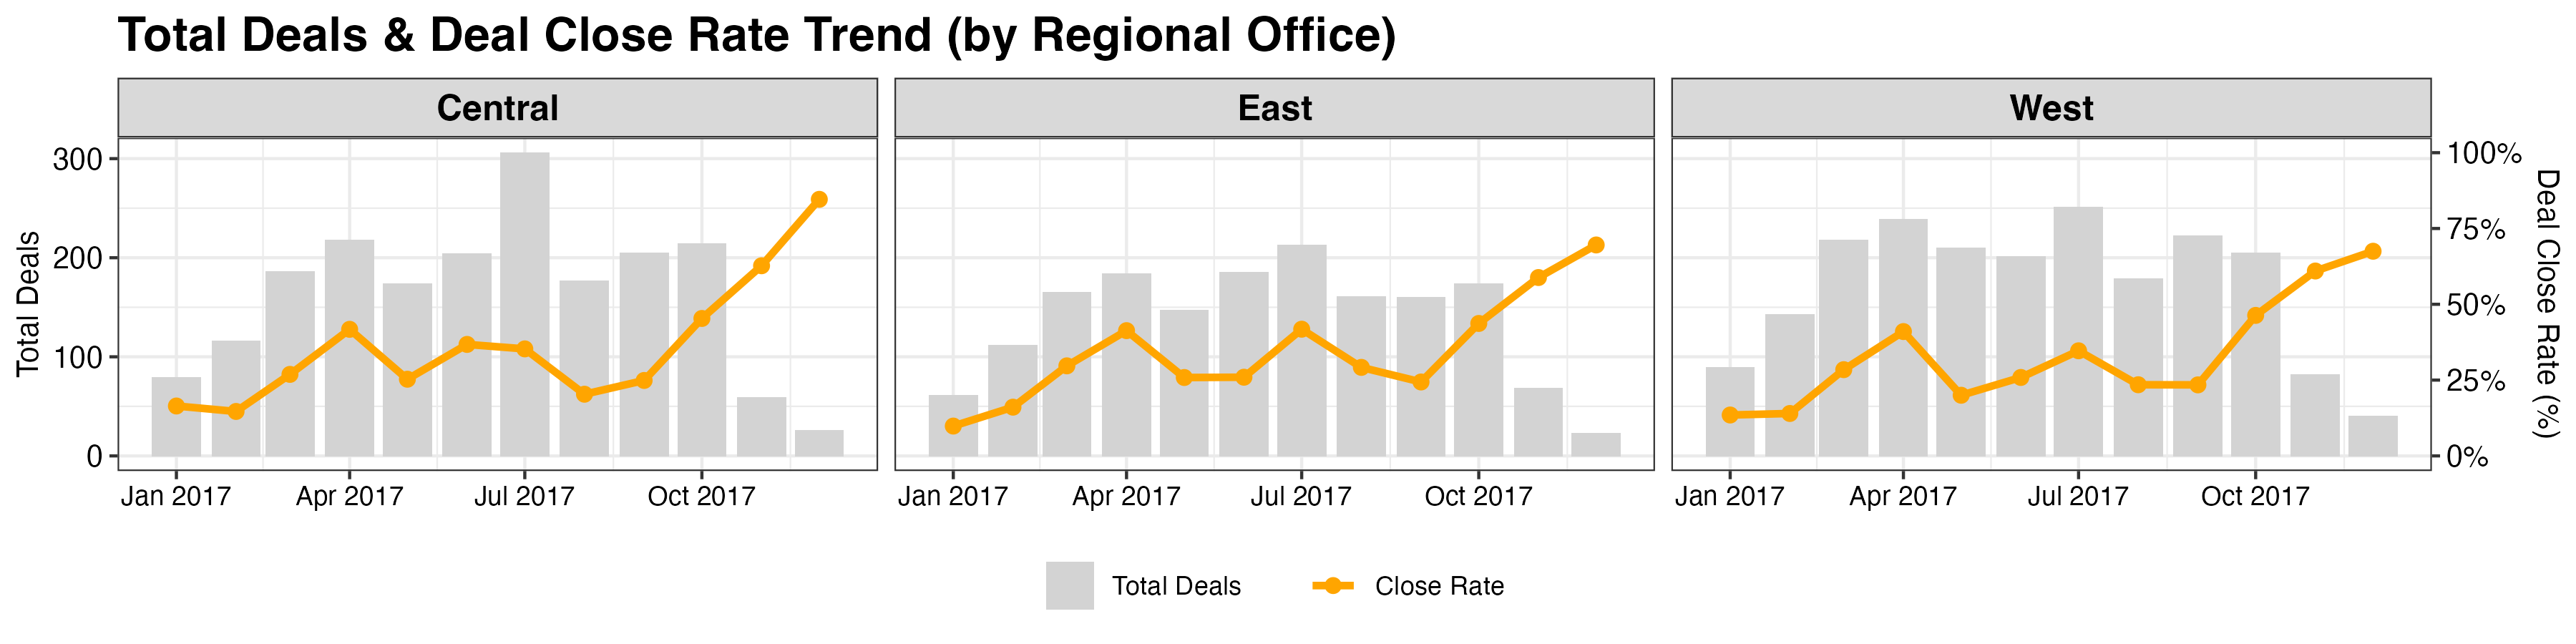 Total Deals & Deal Close Rate Trend (by Regional Office)
Central
East
West
Total Deals
300
200
100
0
100%
75%
50%
25%
0%
Deal Close Rate (%)
Jan 2017 Apr 2017 Jul 2017 Oct 2017
Jan 2017 Apr 2017 Jul 2017 Oct 2017
Jan 2017 Apr 2017 Jul 2017 Oct 2017
Total Deals
Close Rate